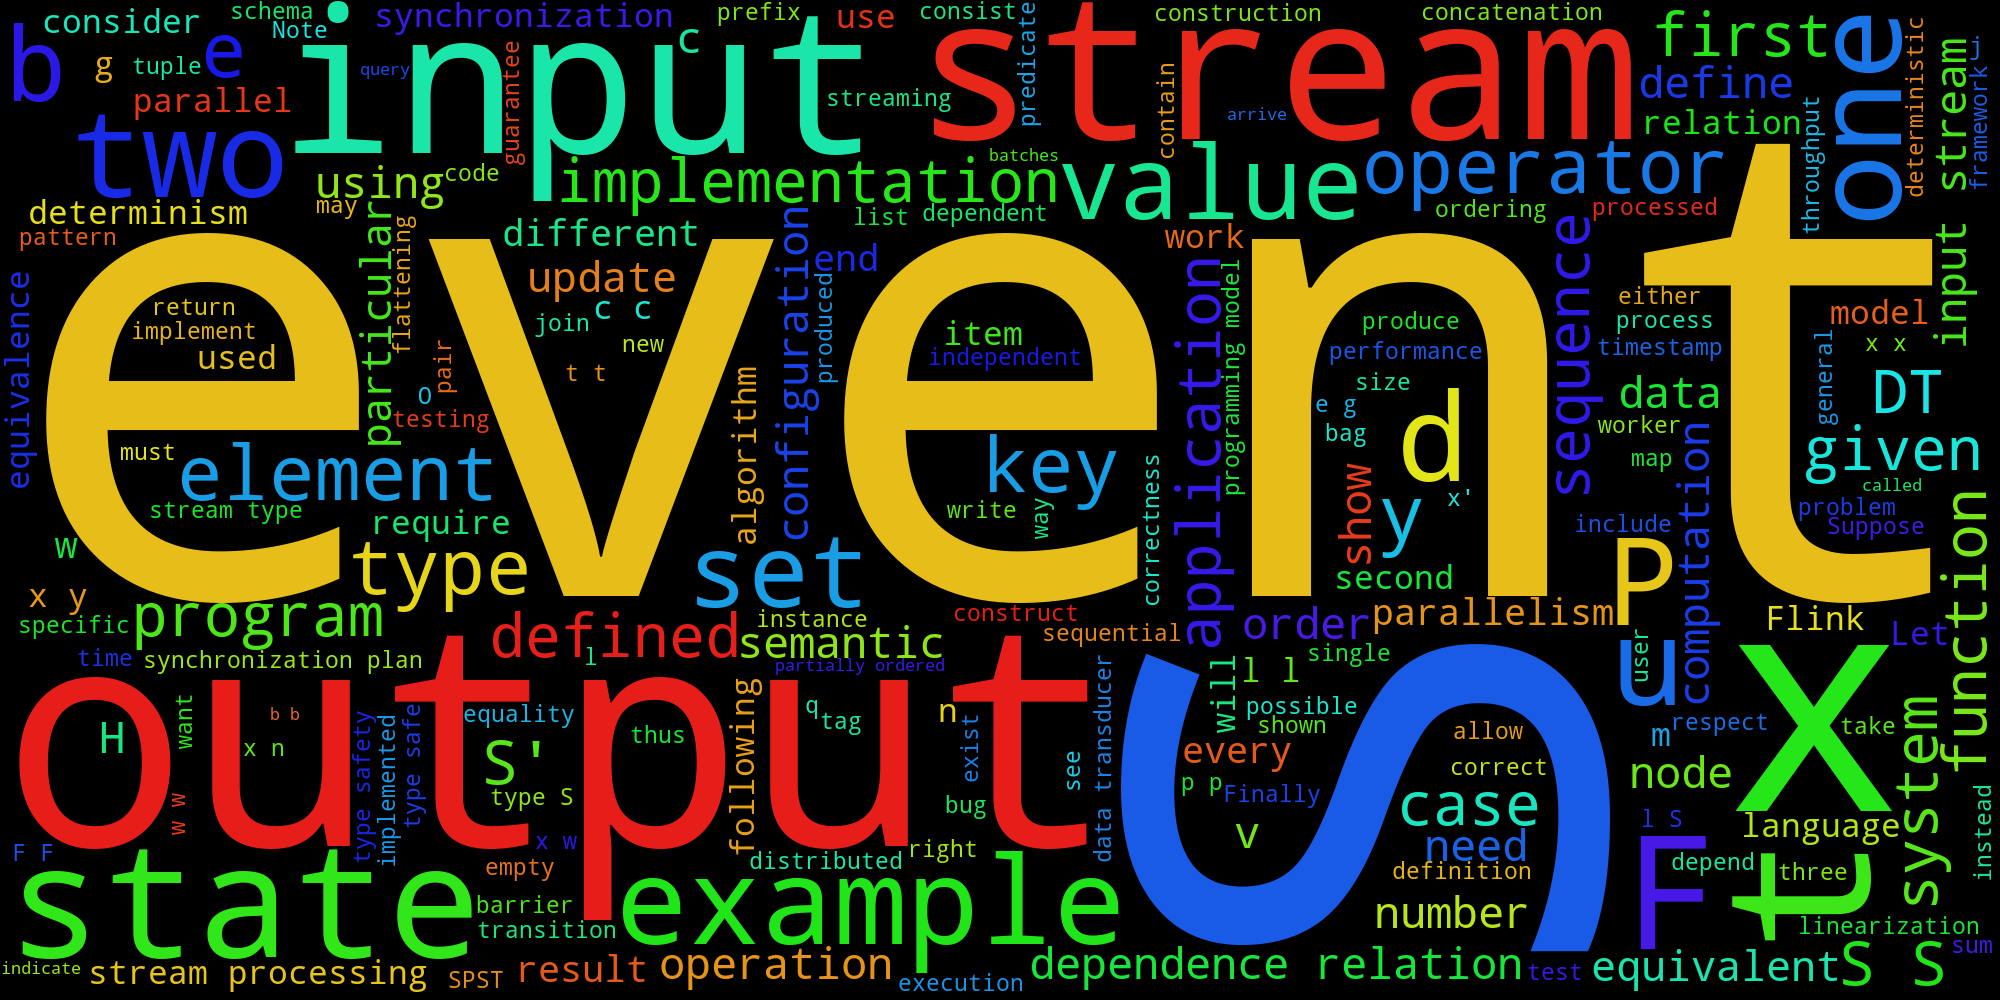 event
output
input
stream
S
state
example
x
one
two
value
operator
implementation
element
key
set
type
program
defined
semantic
b
e
g
c
consider
schema
Note
synchronization
prefix
use
consist
predicate
construction
concatenation
first
define
relation
deterministic
input stream
j
framework
tuple
parallel
query
guarantee
streaming
contain
arrive
throughput
using
code
may
batches
list
dependent
ordering
processed
determinism
pattern
equivalence
particular
flattening
different
update
configuration
end
produced
work
application
programming model
sequence
either
process
timestamp
model
x x
general
return
implement
used
join
c c
new
t t
pair
O
testing
algorithm
item
independent
produce
performance
size
e g
bag
d
y
x'
show
second
data
worker
map
computation
DT
given
called
problem
Suppose
include
must
stream type
require
w
x y
specific
time
synchronization plan
write
way
correctness
construct
instance
sequential
partially ordered
l
order
parallelism
P
u
user
Flink
Let
function
system
H
want
b b
x n
w w
F F
type safety
implemented
type safe
equality
S'
type S
x w
empty
thus
following
q
tag
n
exist
bug
see
data transducer
will
l l
single
possible
shown
every
p p
Finally
v
allow
correct
case
need
definition
number
m
respect
node
take
l S
F
language
depend
three
t
instead
linearization
sum
S S
equivalent
test
dependence relation
execution
operation
result
SPST
stream processing
indicate
barrier
transition
distributed
right